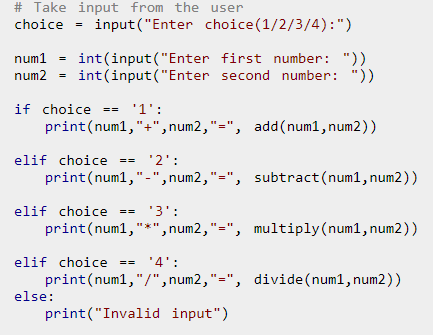 # Take input from the user
choice = input("Enter choice(1/2/3/4):")
num1 = int(input("Enter first number: "))
num2 = int(input("Enter second number: "))
if choice == '1':
print(num1,"+",num2,"=", add(num1,num2))
elif choice == '2':
print(num1,"-",num2,"=", subtract(num1,num2))
elif choice == '3':
print(num1,"*",num2,"=", multiply(num1,num2))
elif choice == '4':
print(num1,"/",num2,"=", divide(num1,num2))
else:
print("Invalid input")